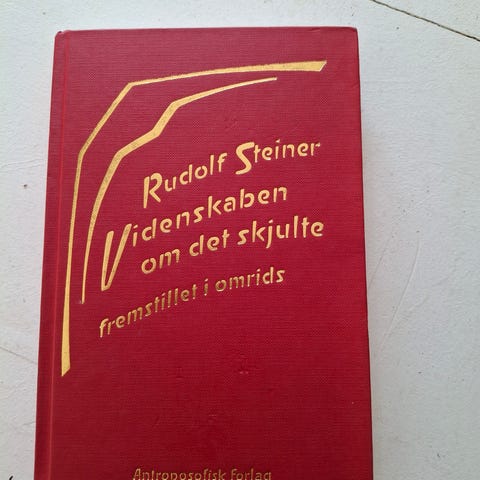 Rudolf Steiner
Videnskaben
om det skjulte
fremstillet i omrids
Antroposofisk forlag